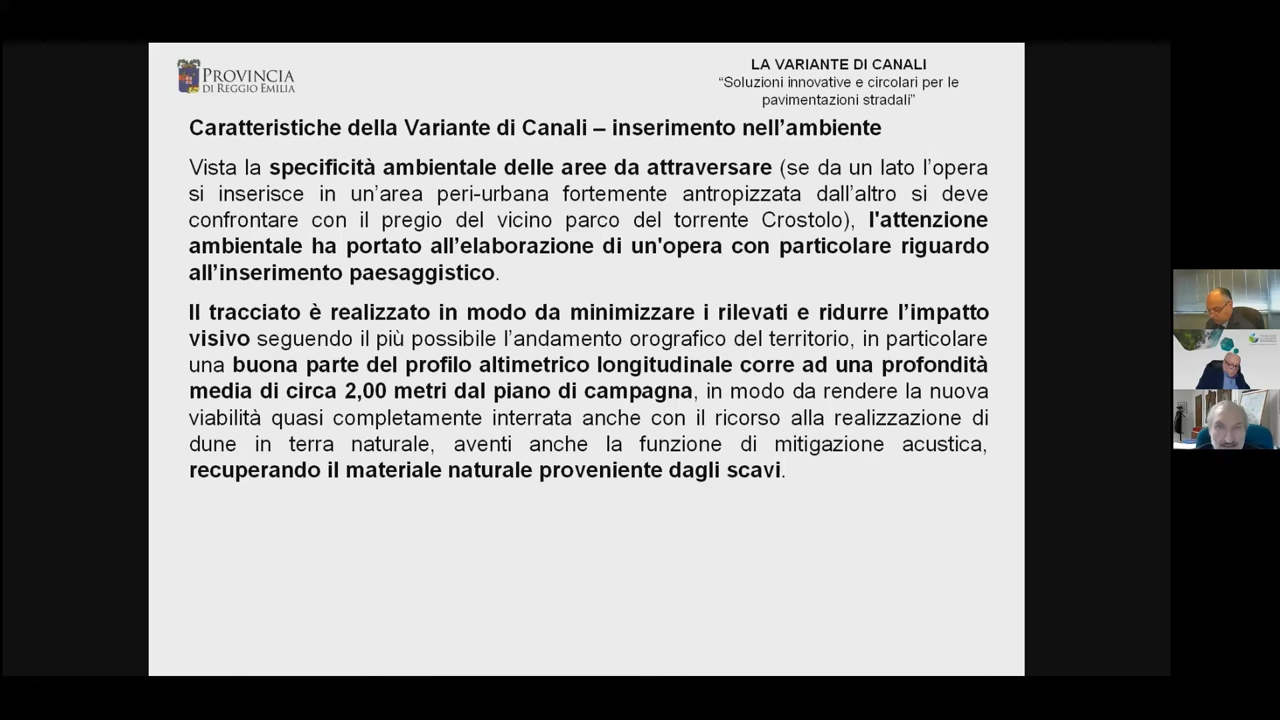 PROVINCIA
DI REGGIO EMILIA
LA VARIANTE DI CANALI
“Soluzioni innovative e circolari per le
pavimentazioni stradali”
Caratteristiche della Variante di Canali – inserimento nell’ambiente
Vista la specificità ambientale delle aree da attraversare (se da un lato l’opera
si inserisce in un’area peri-urbana fortemente antropizzata dall’altro si deve
confrontare con il pregio del vicino parco del torrente Crostolo), l'attenzione
ambientale ha portato all’elaborazione di un'opera con particolare riguardo
all’inserimento paesaggistico.
Il tracciato è realizzato in modo da minimizzare i rilevati e ridurre l’impatto
visivo seguendo il più possibile l’andamento orografico del territorio, in particolare
una buona parte del profilo altimetrico longitudinale corre ad una profondità
media di circa 2,00 metri dal piano di campagna, in modo da rendere la nuova
viabilità quasi completamente interrata anche con il ricorso alla realizzazione di
dune in terra naturale, aventi anche la funzione di mitigazione acustica,
recuperando il materiale naturale proveniente dagli scavi.